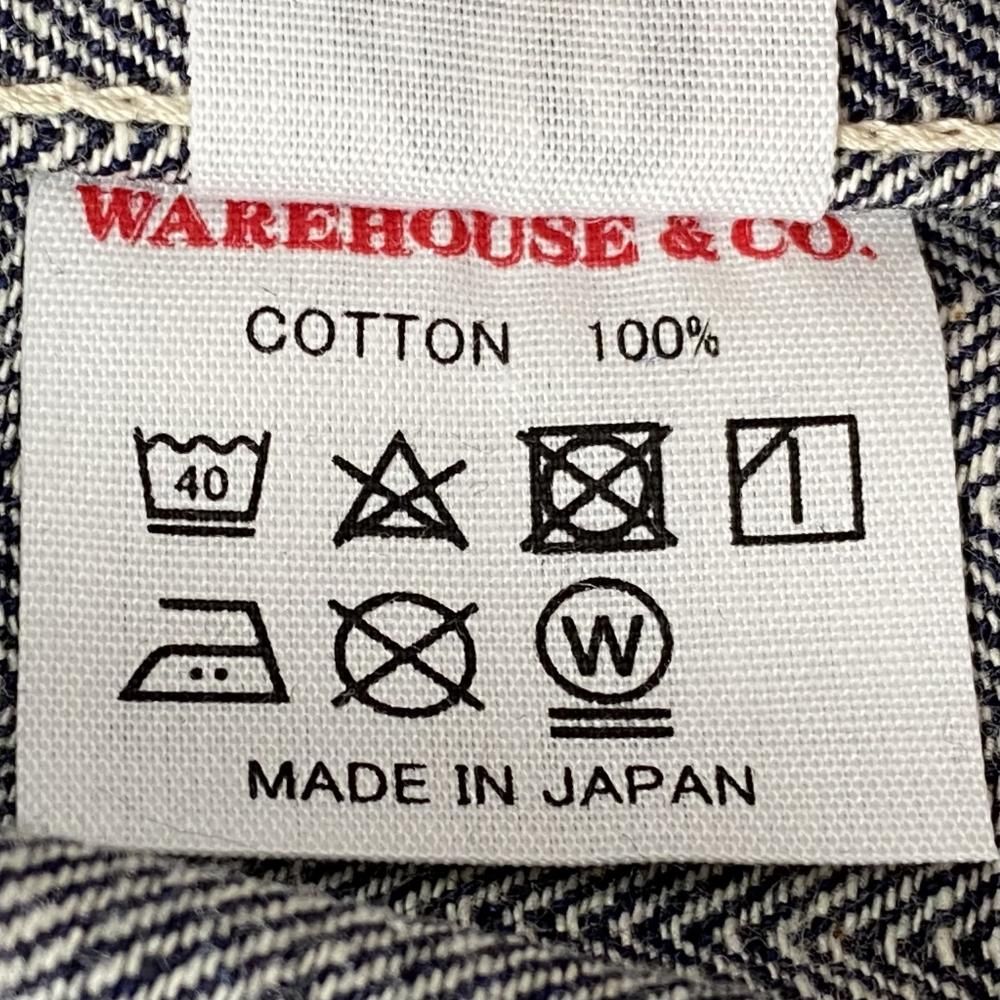 WAREHOUSE & CO.
COTTON 100%
40
W
MADE IN JAPAN